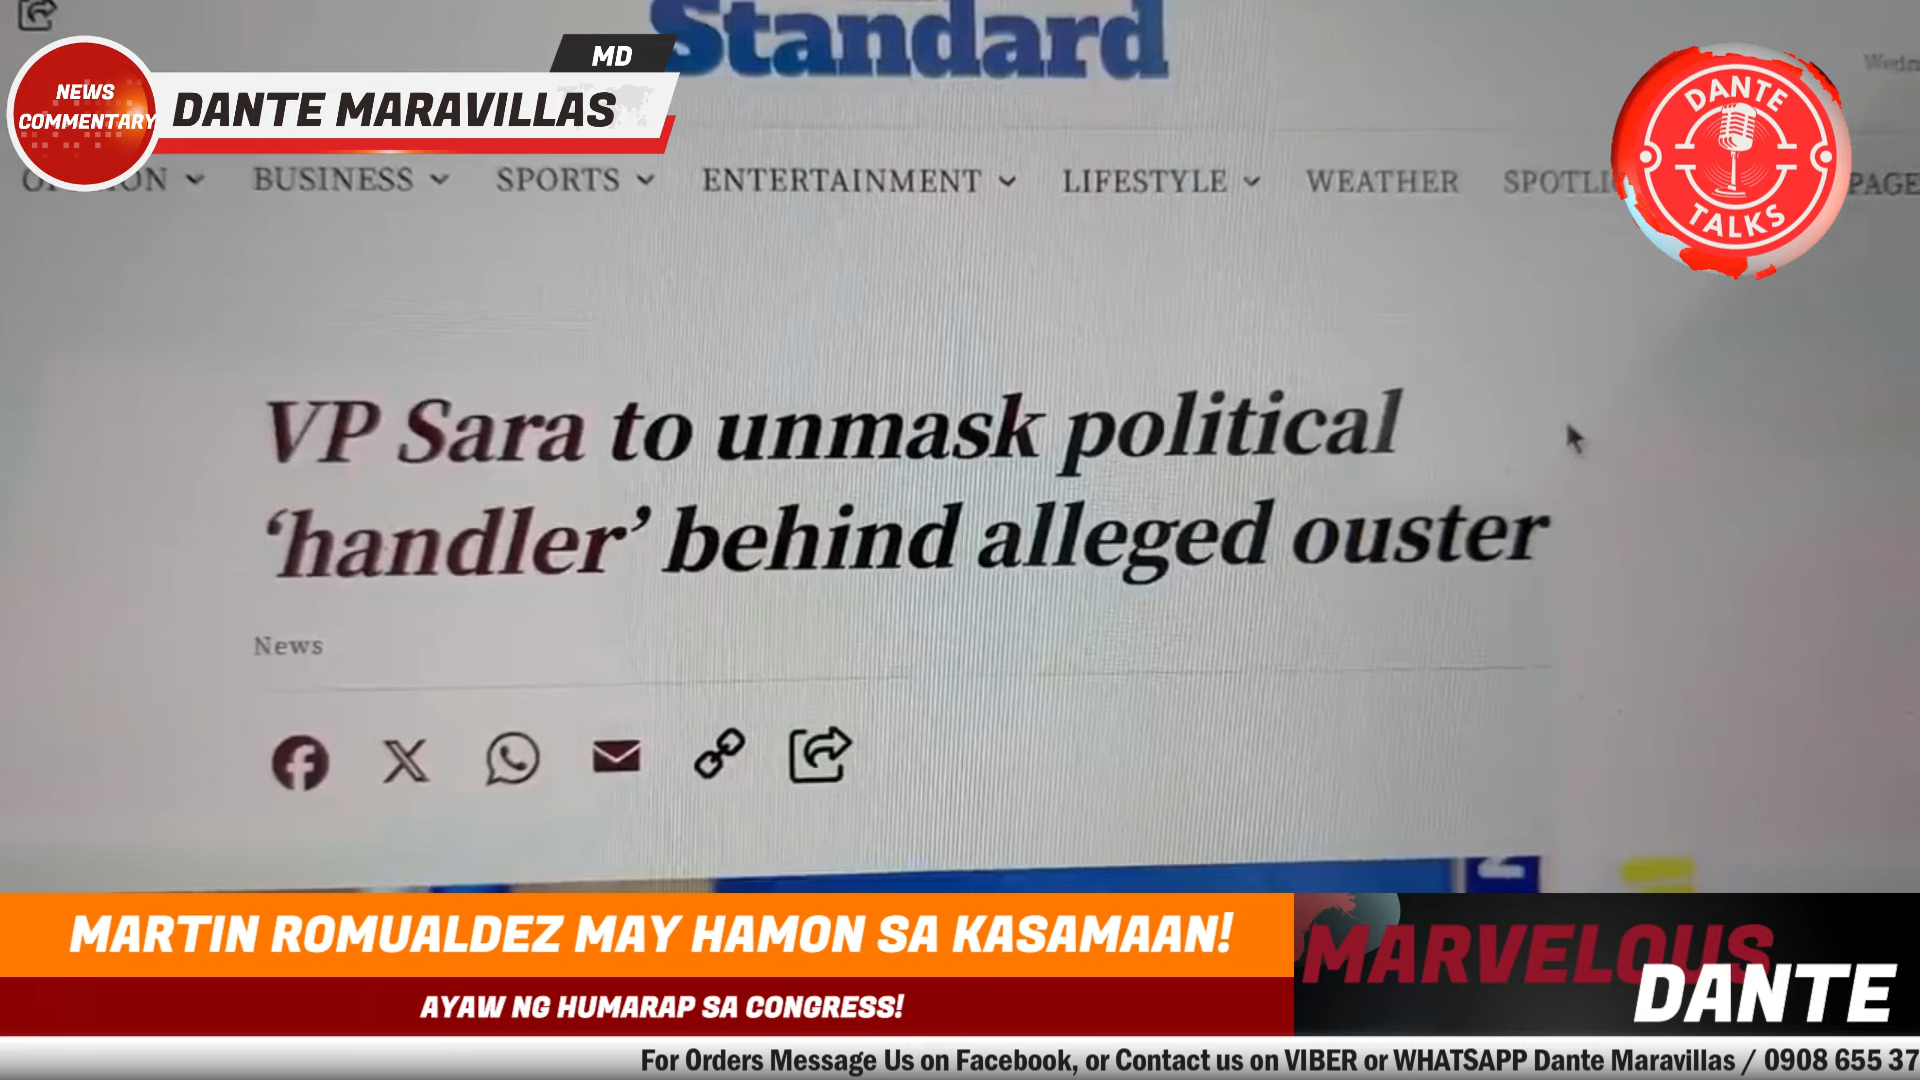 Standard
MD
NEWS
COMMENTARY
DANTE MARAVILLAS
DANTE
TALKS
BUSINESS
SPORTS
ENTERTAINMENT
LIFESTYLE
WEATHER
VP Sara to unmask political
‘handler’ behind alleged ouster
News
MARTIN ROMUALDEZ MAY HAMON SA KASAMAAN!
AYAW NG HUMARAP SA CONGRESS!
MARVELOUS
DANTE
For Orders Message Us on Facebook, or Contact us on VIBER or WHATSAPP Dante Maravillas / 0908 655 37